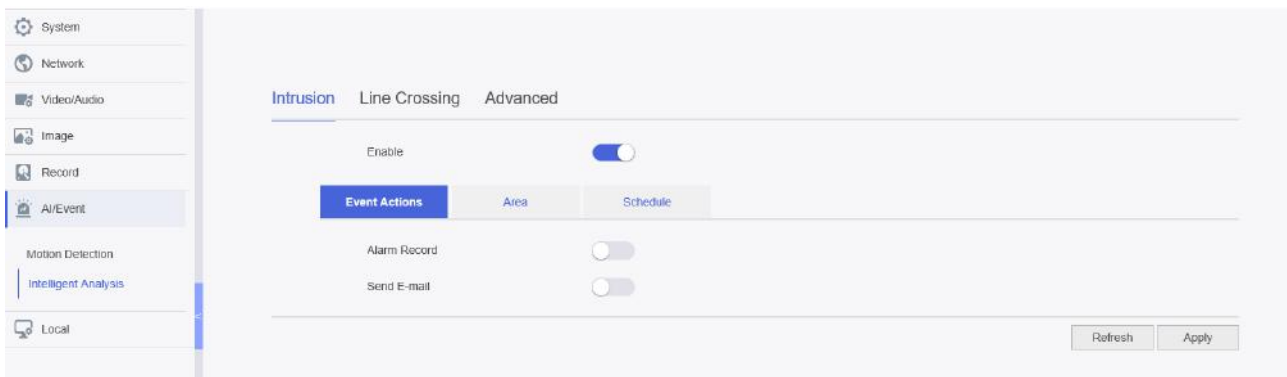 System
Network
Video/Audio
Image
Record
AI/Event
Motion Detection
Intelligent Analysis
Local
Intrusion Line Crossing Advanced
Enable
Event Actions Area Schedule
Alarm Record
Send E-mail
Refresh Apply